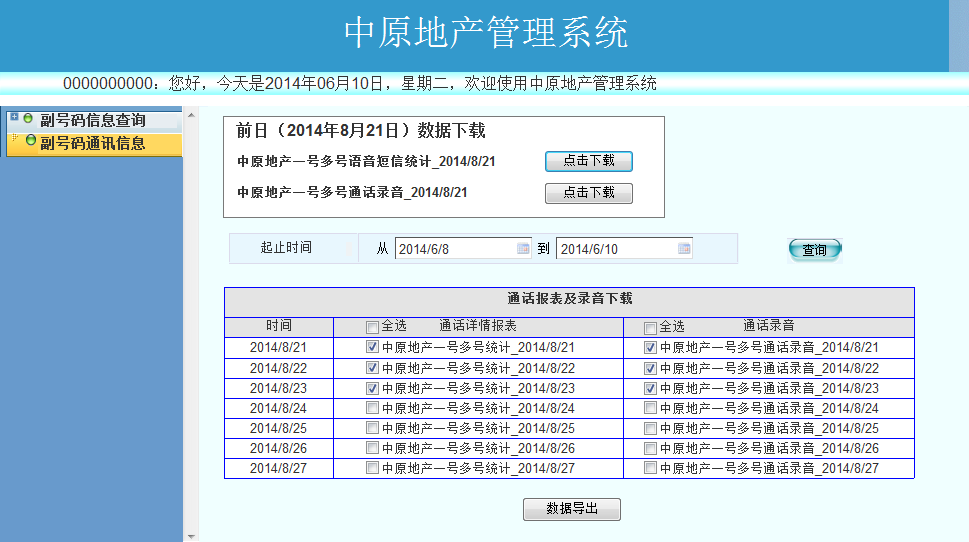 中原地产管理系统
0000000000：您好，今天是2014年06月10日，星期二，欢迎使用中原地产管理系统
副号码信息查询
副号码通讯信息
前日（2014年8月21日）数据下载
中原地产一号多号语音短信统计_2014/8/21 点击下载
中原地产一号多号通话录音_2014/8/21 点击下载
起止时间 从 2014/6/8 到 2014/6/10 查询
通话报表及录音下载
时间 全选 通话详情报表 全选 通话录音
2014/8/21 中原地产一号多号统计_2014/8/21 中原地产一号多号通话录音_2014/8/21
2014/8/22 中原地产一号多号统计_2014/8/22 中原地产一号多号通话录音_2014/8/22
2014/8/23 中原地产一号多号统计_2014/8/23 中原地产一号多号通话录音_2014/8/23
2014/8/24 中原地产一号多号统计_2014/8/24 中原地产一号多号通话录音_2014/8/24
2014/8/25 中原地产一号多号统计_2014/8/25 中原地产一号多号通话录音_2014/8/25
2014/8/26 中原地产一号多号统计_2014/8/26 中原地产一号多号通话录音_2014/8/26
2014/8/27 中原地产一号多号统计_2014/8/27 中原地产一号多号通话录音_2014/8/27
数据导出